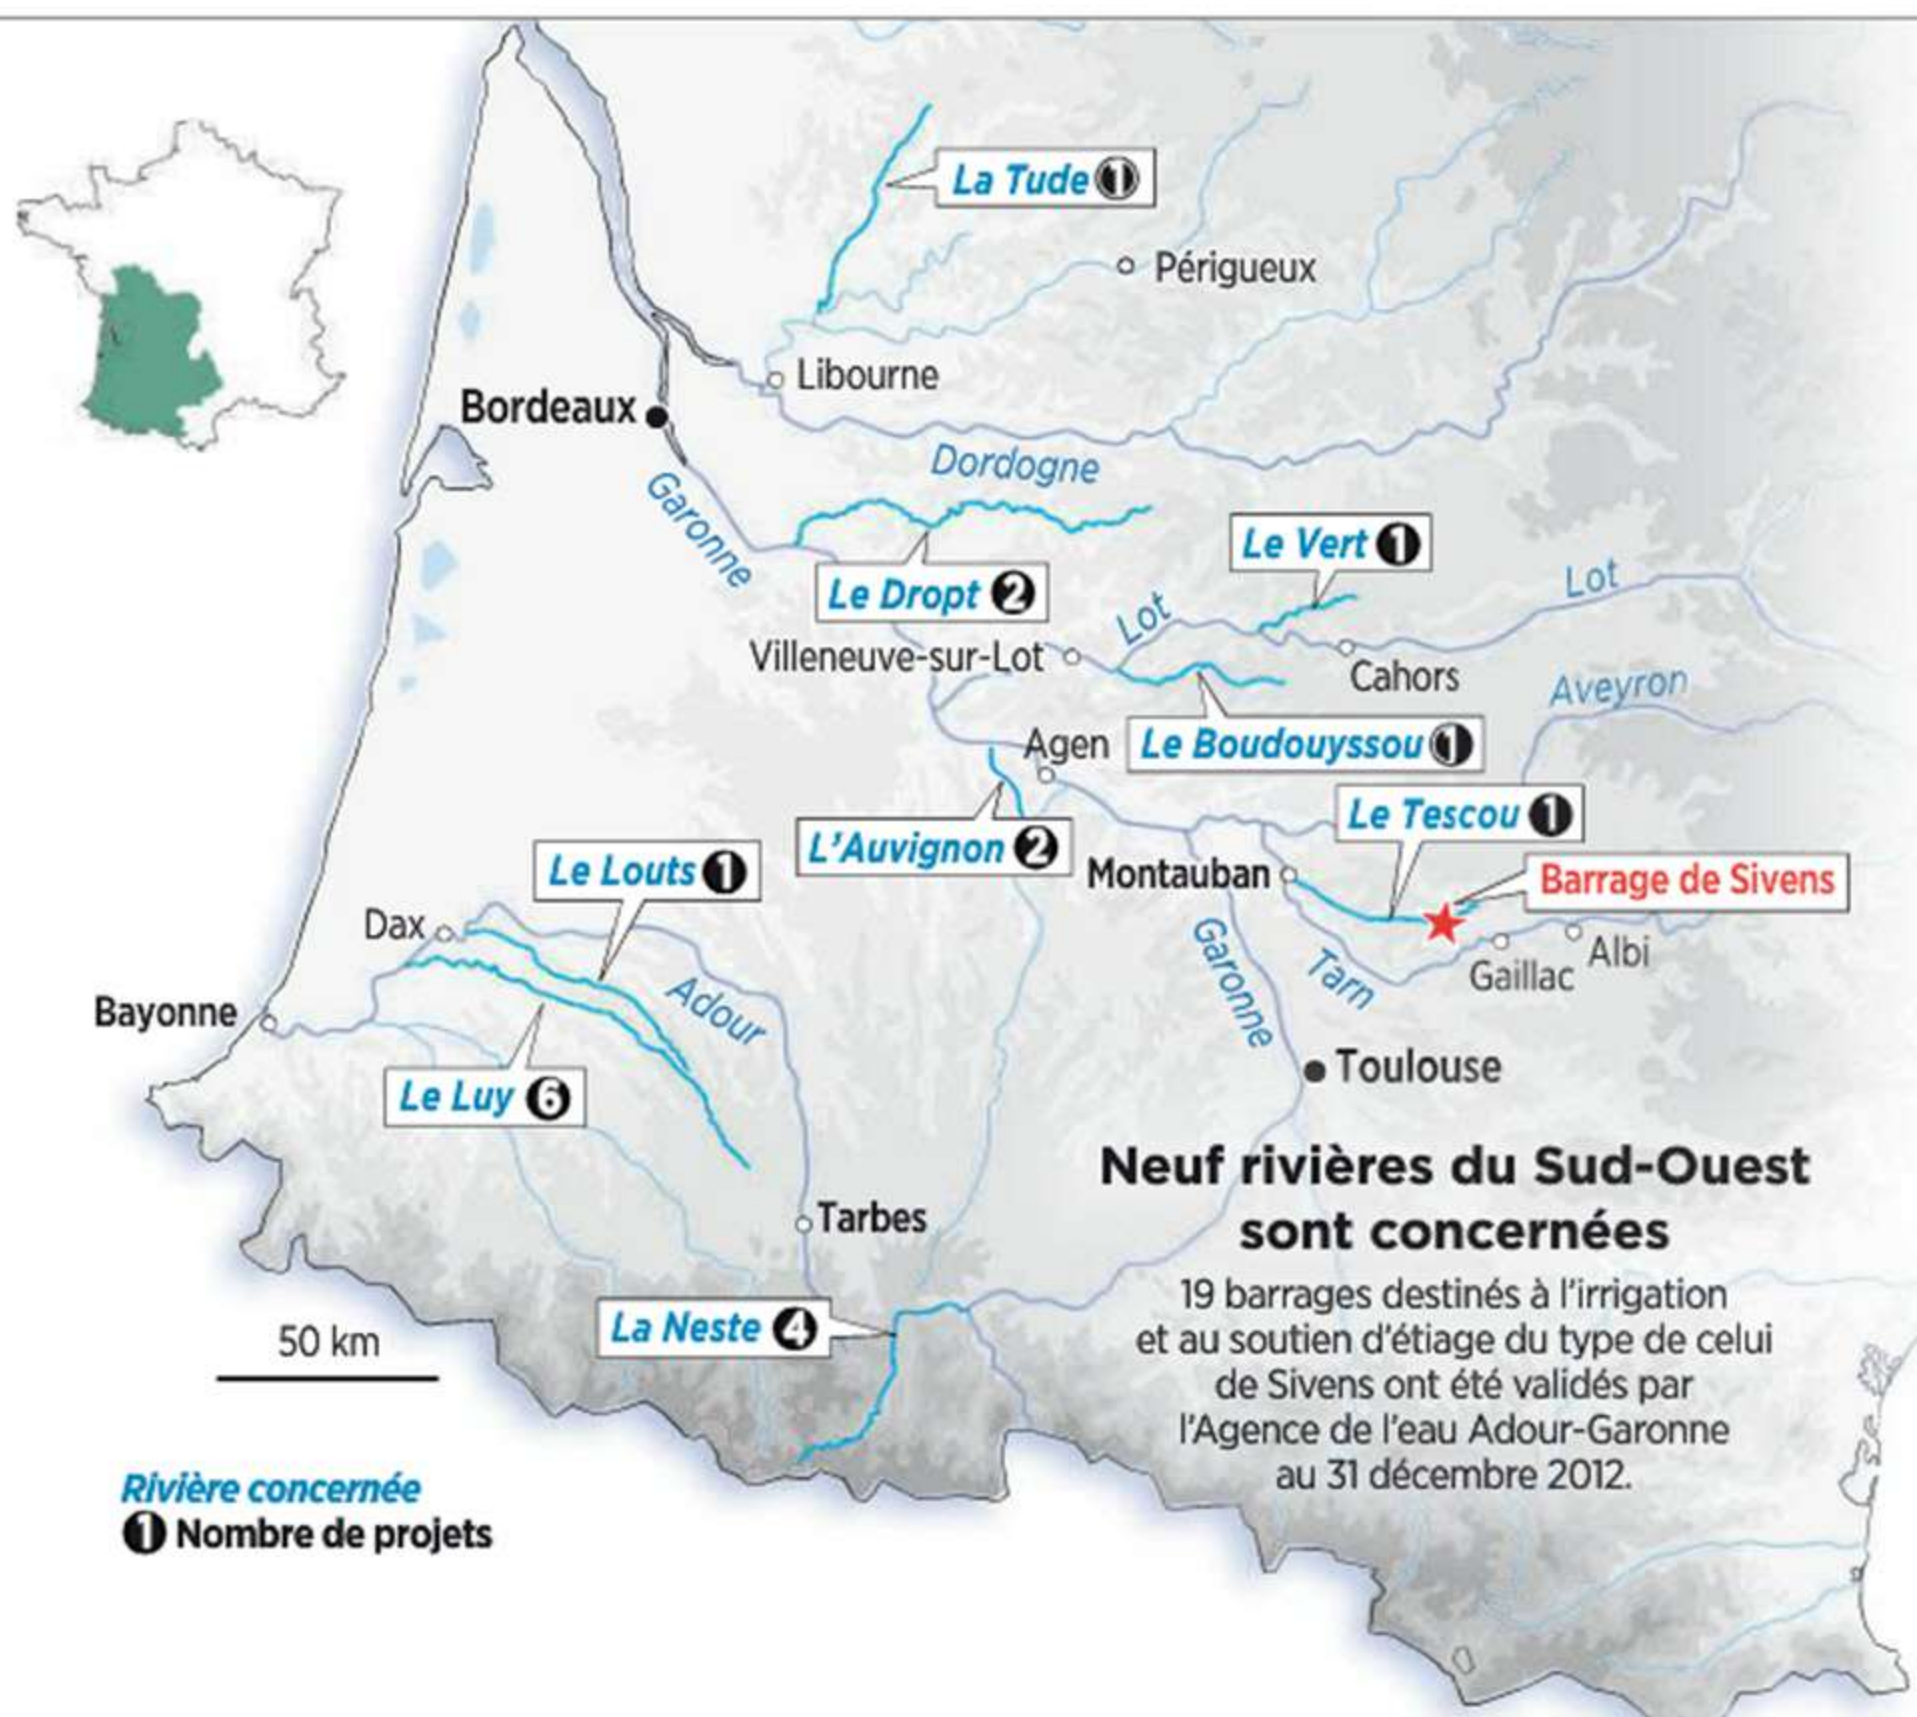 La Tude 1
Périgueux
Libourne
Bordeaux
Dordogne
Garonne
Le Vert 1
Le Dropt 2
Lot
Lot
Villeneuve-sur-Lot
Cahors
Aveyron
Agen
Le Boudouyssou 1
Le Tescou 1
L'Auvignon 2
Le Louts 1
Montauban
Barrage de Sivens
Dax
Albi
Gaillac
Garonne
Tarn
Adour
Bayonne
Toulouse
Le Luy 6
Neuf rivières du Sud-Ouest
sont concernées
Tarbes
19 barrages destinés à l'irrigation
et au soutien d'étiage du type de celui
de Sivens ont été validés par
l'Agence de l'eau Adour-Garonne
au 31 décembre 2012.
La Neste 4
50 km
Rivière concernée
1 Nombre de projets